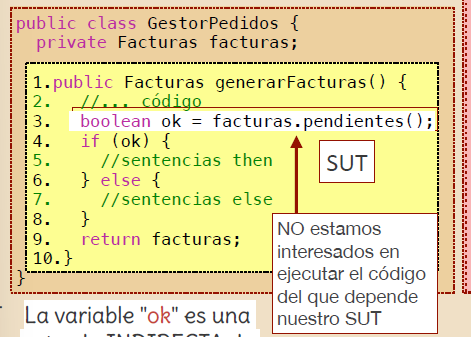 public class GestorPedidos {
private Facturas facturas;
1.public Facturas generarFacturas() {
2. //... código
3. boolean ok = facturas.pendientes();
4. if (ok) {
5. //sentencias then
6. } else {
7. //sentencias else
8. }
9. return facturas;
10.}
}
SUT
NO estamos
interesados en
ejecutar el código
del que depende
nuestro SUT
La variable "ok" es una